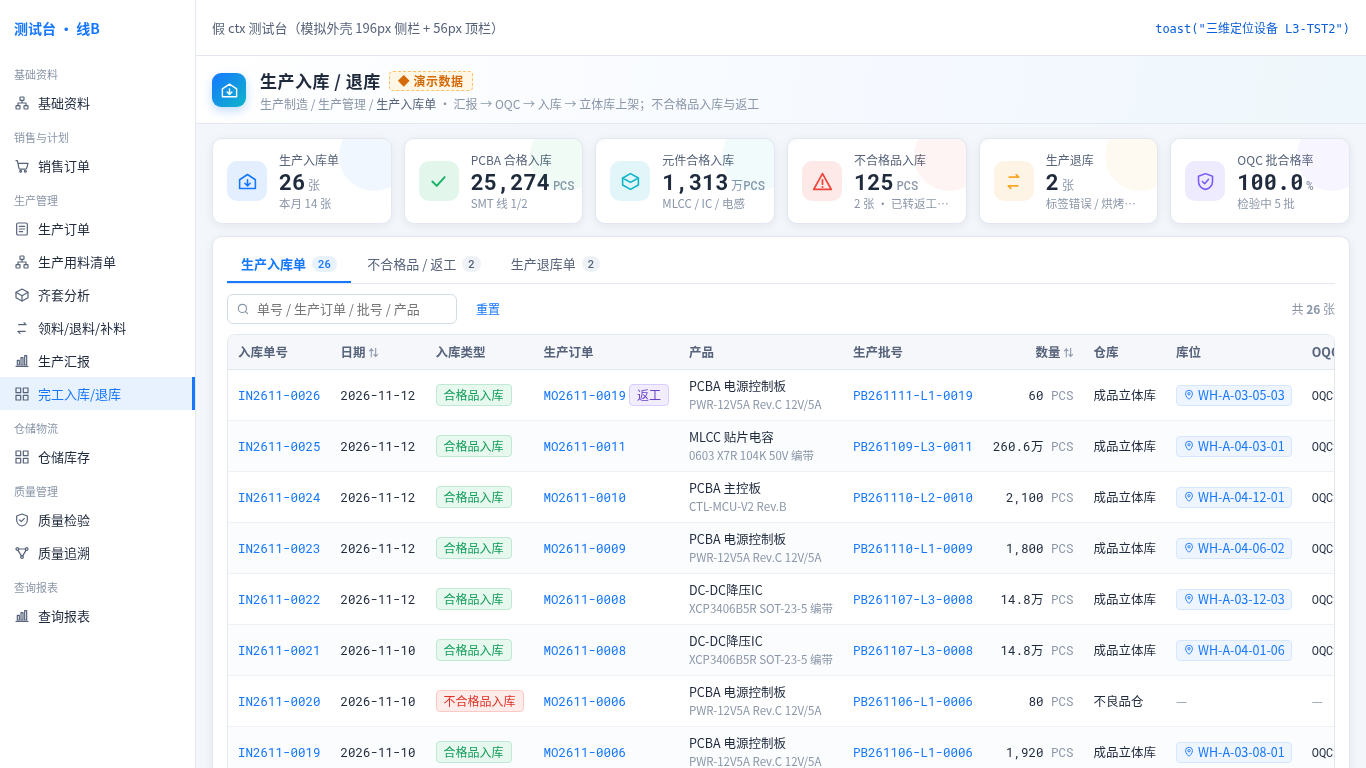 测试台 · 线B
假 ctx 测试台（模拟外壳 196px 侧栏 + 56px 顶栏）
toast("三维定位设备 L3-TST2")
基础资料
基础资料
销售与计划
销售订单
生产管理
生产订单
生产用料清单
齐套分析
领料/退料/补料
生产汇报
完工入库/退库
仓储物流
仓储库存
质量管理
质量检验
质量追溯
查询报表
查询报表
生产入库 / 退库 ◆ 演示数据
生产制造 / 生产管理 / 生产入库单 · 汇报 → OQC → 入库 → 立体库上架；不合格品入库与返工
生产入库单
26 张
本月 14 张
PCBA 合格入库
25,274 PCS
SMT 线 1/2
元件合格入库
1,313 万PCS
MLCC / IC / 电感
不合格品入库
125 PCS
2 张 · 已转返工…
生产退库
2 张
标签错误 / 烘烤…
OQC 批合格率
100.0 %
检验中 5 批
生产入库单 26 不合格品 / 返工 2 生产退库单 2
单号 / 生产订单 / 批号 / 产品 重置 共 26 张
入库单号 日期 ⇅ 入库类型 生产订单 产品 生产批号 数量 ⇅ 仓库 库位 OQC
IN2611-0026 2026-11-12 合格品入库 MO2611-0019 返工 PCBA 电源控制板 PB261111-L1-0019 60 PCS 成品立体库 WH-A-03-05-03 OQC
PWR-12V5A Rev.C 12V/5A
IN2611-0025 2026-11-12 合格品入库 MO2611-0011 MLCC 贴片电容 PB261109-L3-0011 260.6万 PCS 成品立体库 WH-A-04-03-01 OQC
0603 X7R 104K 50V 编带
IN2611-0024 2026-11-12 合格品入库 MO2611-0010 PCBA 主控板 PB261110-L2-0010 2,100 PCS 成品立体库 WH-A-04-12-01 OQC
CTL-MCU-V2 Rev.B
IN2611-0023 2026-11-12 合格品入库 MO2611-0009 PCBA 电源控制板 PB261110-L1-0009 1,800 PCS 成品立体库 WH-A-04-06-02 OQC
PWR-12V5A Rev.C 12V/5A
IN2611-0022 2026-11-12 合格品入库 MO2611-0008 DC-DC降压IC PB261107-L3-0008 14.8万 PCS 成品立体库 WH-A-03-12-03 OQC
XCP3406B5R SOT-23-5 编带
IN2611-0021 2026-11-10 合格品入库 MO2611-0008 DC-DC降压IC PB261107-L3-0008 14.8万 PCS 成品立体库 WH-A-04-01-06 OQC
XCP3406B5R SOT-23-5 编带
IN2611-0020 2026-11-10 不合格品入库 MO2611-0006 PCBA 电源控制板 PB261106-L1-0006 80 PCS 不良品仓 — —
PWR-12V5A Rev.C 12V/5A
IN2611-0019 2026-11-10 合格品入库 MO2611-0006 PCBA 电源控制板 PB261106-L1-0006 1,920 PCS 成品立体库 WH-A-03-08-01 OQC
PWR-12V5A Rev.C 12V/5A